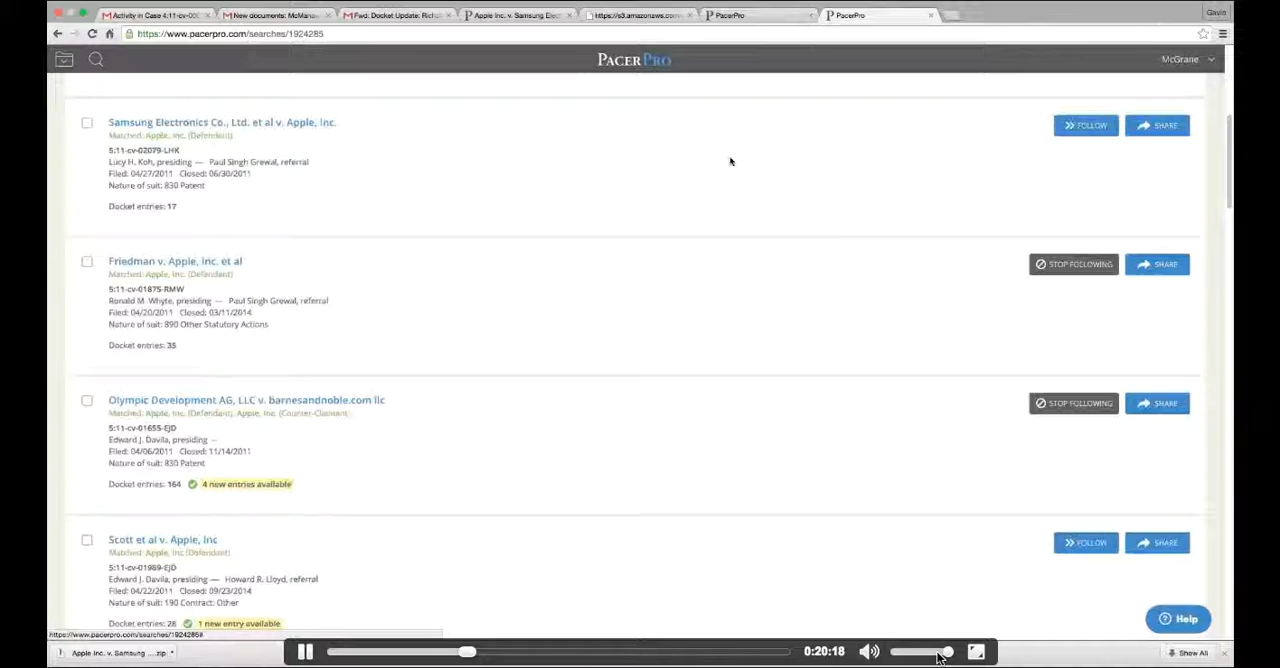 Activity in Case 4:11-cv-00
New documents: McMana
Fwd: Docket Update: Rich
Apple Inc. v. Samsung Elec
https://s3.amazonaws.com
PacerPro
PacerPro
Gavin
https://www.pacerpro.com/searches/1924285
PACERPRO
McGrane
Samsung Electronics Co., Ltd. et al v. Apple, Inc.
FOLLOW
SHARE
Matched: Apple, Inc. (Defendant)
5:11-cv-02079-LHK
Lucy H. Koh, presiding — Paul Singh Grewal, referral
Filed: 04/27/2011 Closed: 06/30/2011
Nature of suit: 830 Patent
Docket entries: 17
Friedman v. Apple, Inc. et al
STOP FOLLOWING
SHARE
Matched: Apple, Inc. (Defendant)
5:11-cv-01875-RMW
Ronald M. Whyte, presiding — Paul Singh Grewal, referral
Filed: 04/20/2011 Closed: 03/11/2014
Nature of suit: 890 Other Statutory Actions
Docket entries: 35
Olympic Development AG, LLC v. barnesandnoble.com llc
STOP FOLLOWING
SHARE
Matched: Apple, Inc. (Defendant), Apple, Inc. (Counter-Claimant)
5:11-cv-01655-EJD
Edward J. Davila, presiding —
Filed: 04/06/2011 Closed: 11/14/2011
Nature of suit: 830 Patent
Docket entries: 164 4 new entries available
Scott et al v. Apple, Inc
FOLLOW
SHARE
Matched: Apple, Inc (Defendant)
5:11-cv-01989-EJD
Edward J. Davila, presiding — Howard R. Lloyd, referral
Filed: 04/22/2011 Closed: 09/23/2014
Nature of suit: 190 Contract: Other
Docket entries: 28 1 new entry available
Help
https://www.pacerpro.com/searches/1924285#
Apple Inc. v. Samsung ....zip
0:20:18
Show All